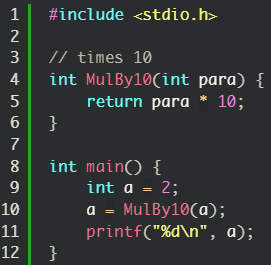 1 #include <stdio.h>
2
3 // times 10
4 int MulBy10(int para) {
5     return para * 10;
6 }
7
8 int main() {
9     int a = 2;
10     a = MulBy10(a);
11     printf("%d\n", a);
12 }